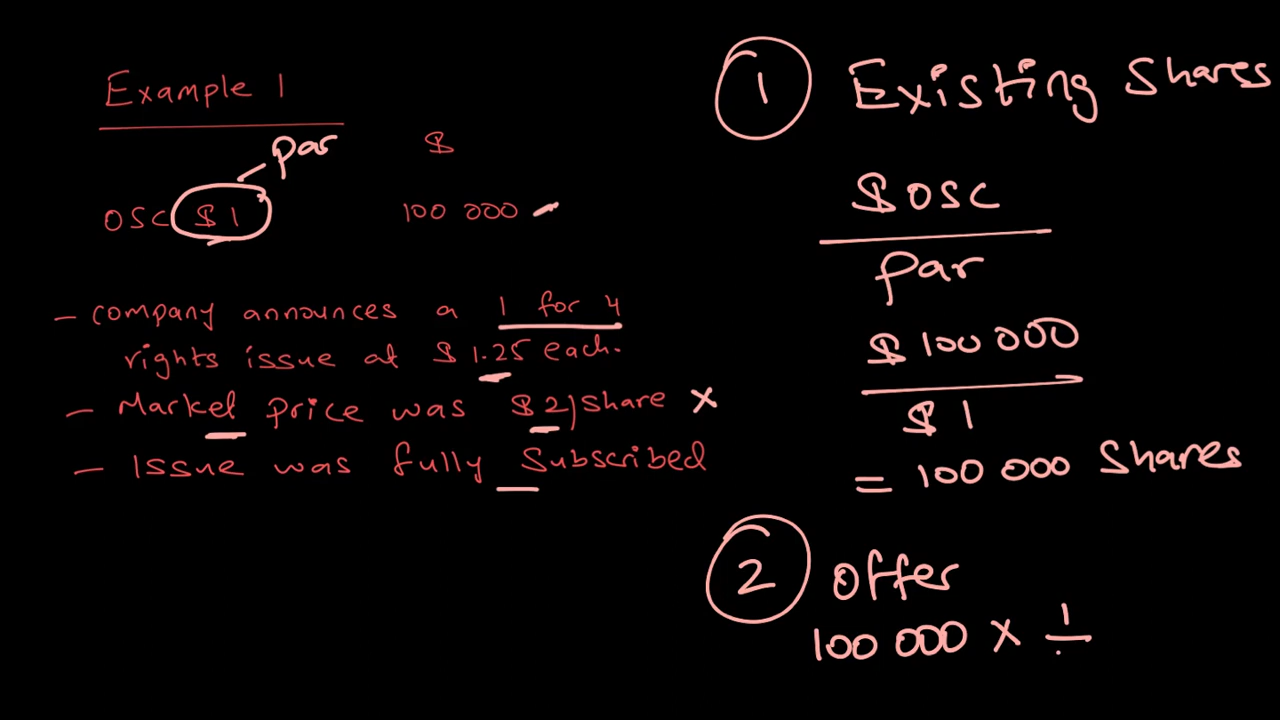 Example 1
Par
$
OSC $1 100 000
- Company announces a 1 for 4
rights issue at $ 1.25 each.
- Market price was $2/share ×
- Issue was fully Subscribed
1 Existing Shares
$OSC
Par
$ 100 000
$ 1
= 100 000 Shares
2 Offer
100 000 × 1